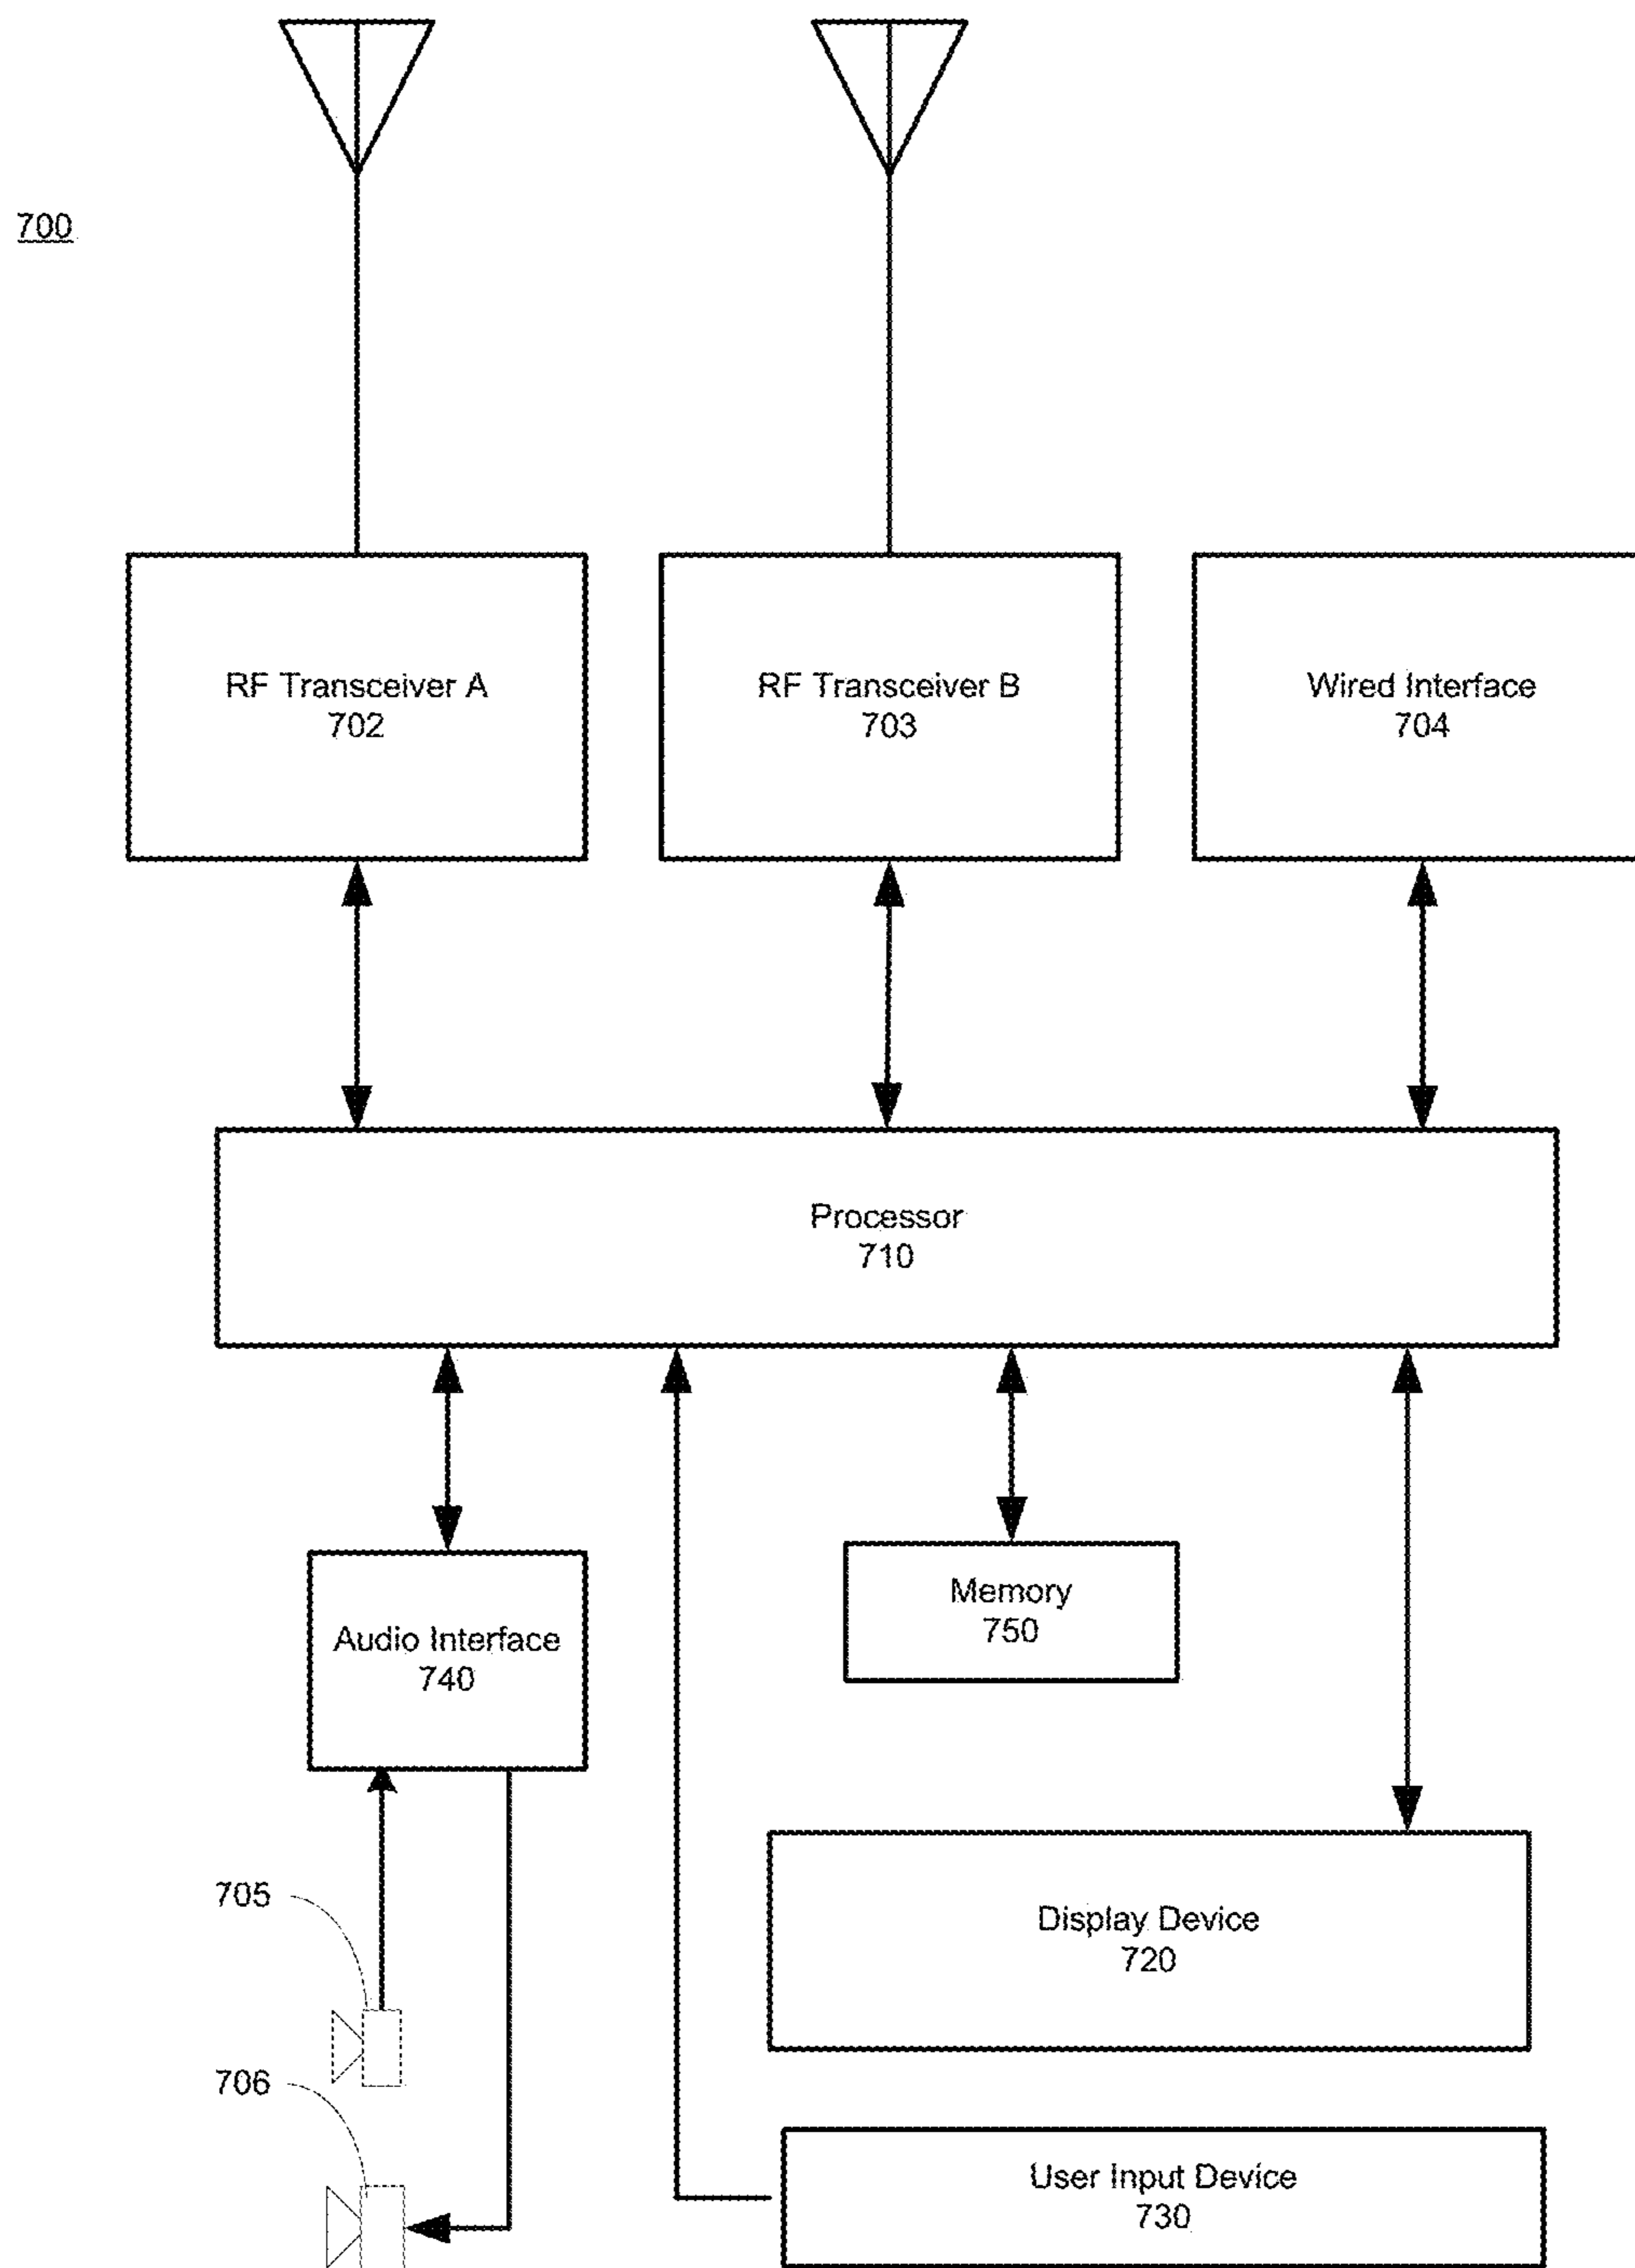 700
RF Transceiver A
702
RF Transceiver B
703
Wired Interface
704
Processor
710
Audio Interface
740
Memory
750
705
Display Device
720
706
User Input Device
730